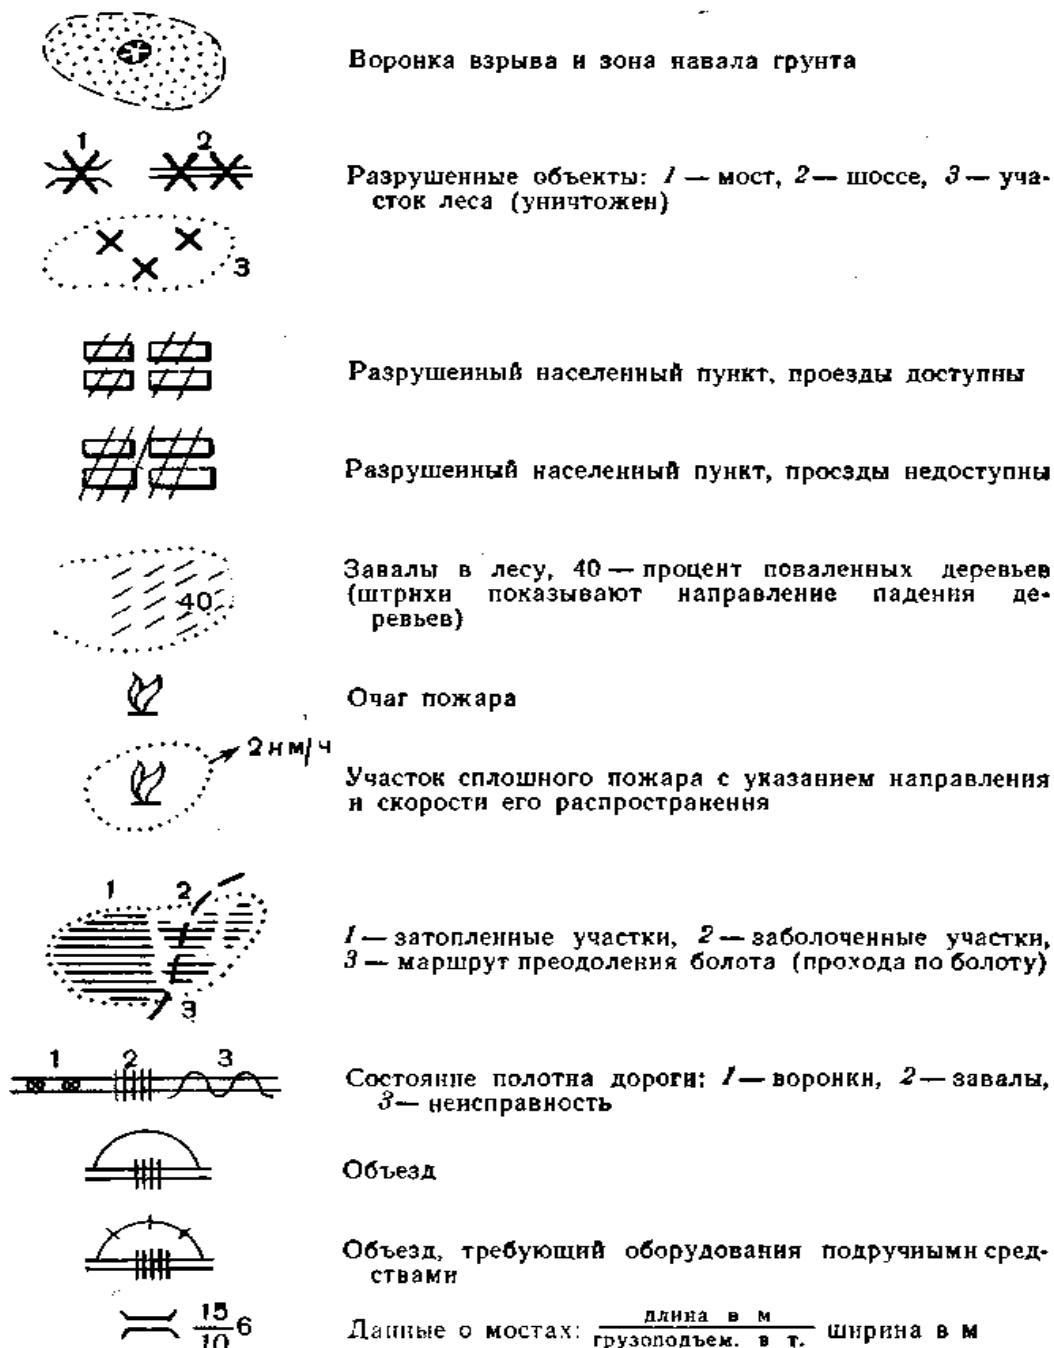 Воронка взрыва и зона навала грунта
1 2
Разрушенные объекты: 1 — мост, 2 — шоссе, 3 — уча-
сток леса (уничтожен)
3
Разрушенный населенный пункт, проезды доступны
Разрушенный населенный пункт, проезды недоступны
Завалы в лесу, 40 — процент поваленных деревьев
(штрихи показывают направление падения де-
ревьев)
40
Очаг пожара
2 км/ч
Участок сплошного пожара с указанием направления
и скорости его распространения
1 2
1 — затопленные участки, 2 — заболоченные участки,
3 — маршрут преодоления болота (прохода по болоту)
3
1 2 3
Состояние полотна дороги: 1 — воронки, 2 — завалы,
3 — неисправность
Объезд
Объезд, требующий оборудования подручными сред-
ствами
15
10 6
Данные о мостах: длина в м
грузоподъем. в т. ширина в м